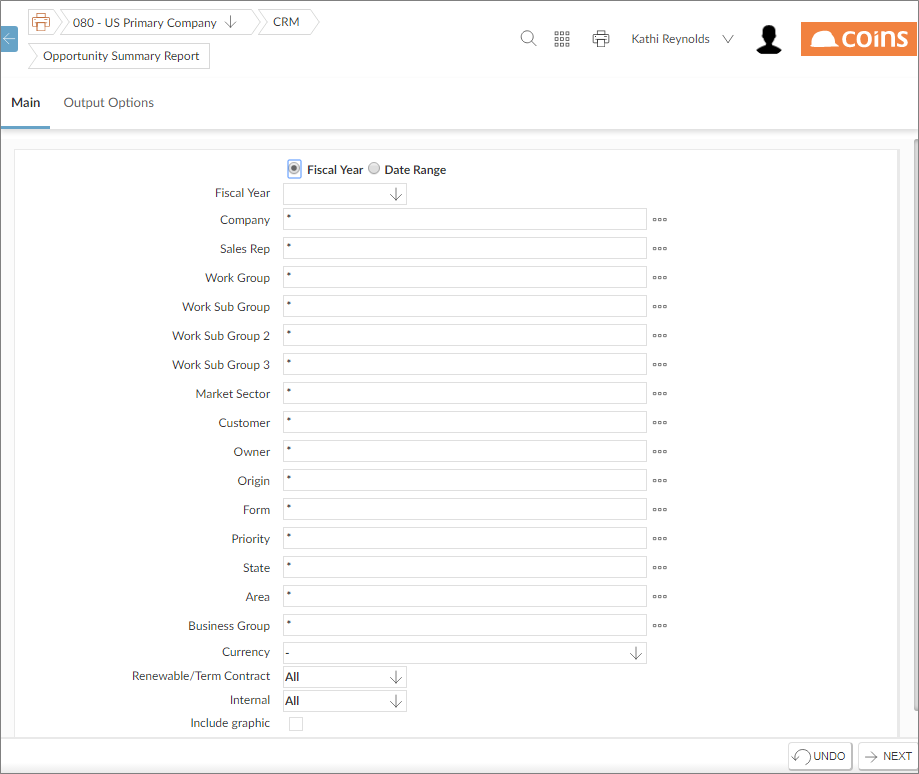 080 - US Primary Company
CRM
Kathi Reynolds
coins
Opportunity Summary Report
Main
Output Options
Fiscal Year Date Range
Fiscal Year
Company *
Sales Rep *
Work Group *
Work Sub Group *
Work Sub Group 2 *
Work Sub Group 3 *
Market Sector *
Customer *
Owner *
Origin *
Form *
Priority *
State *
Area *
Business Group *
Currency -
Renewable/Term Contract All
Internal All
Include graphic
UNDO
NEXT